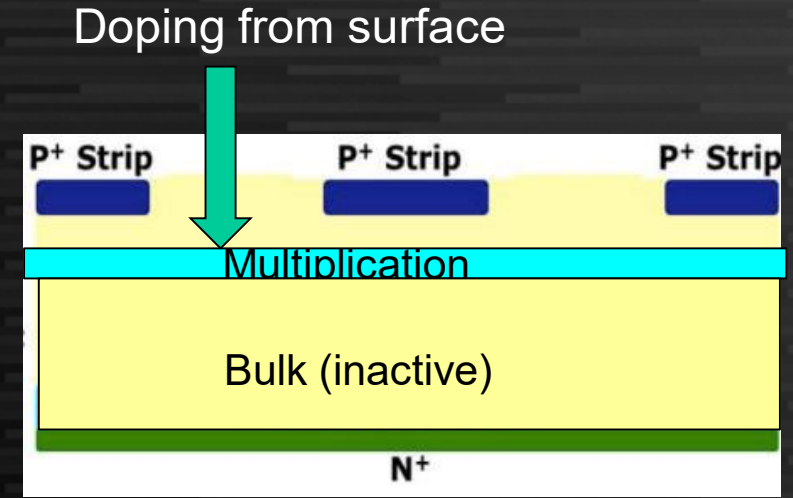 Doping from surface
P+ Strip P+ Strip P+ Strip
Multiplication
Bulk (inactive)
N+